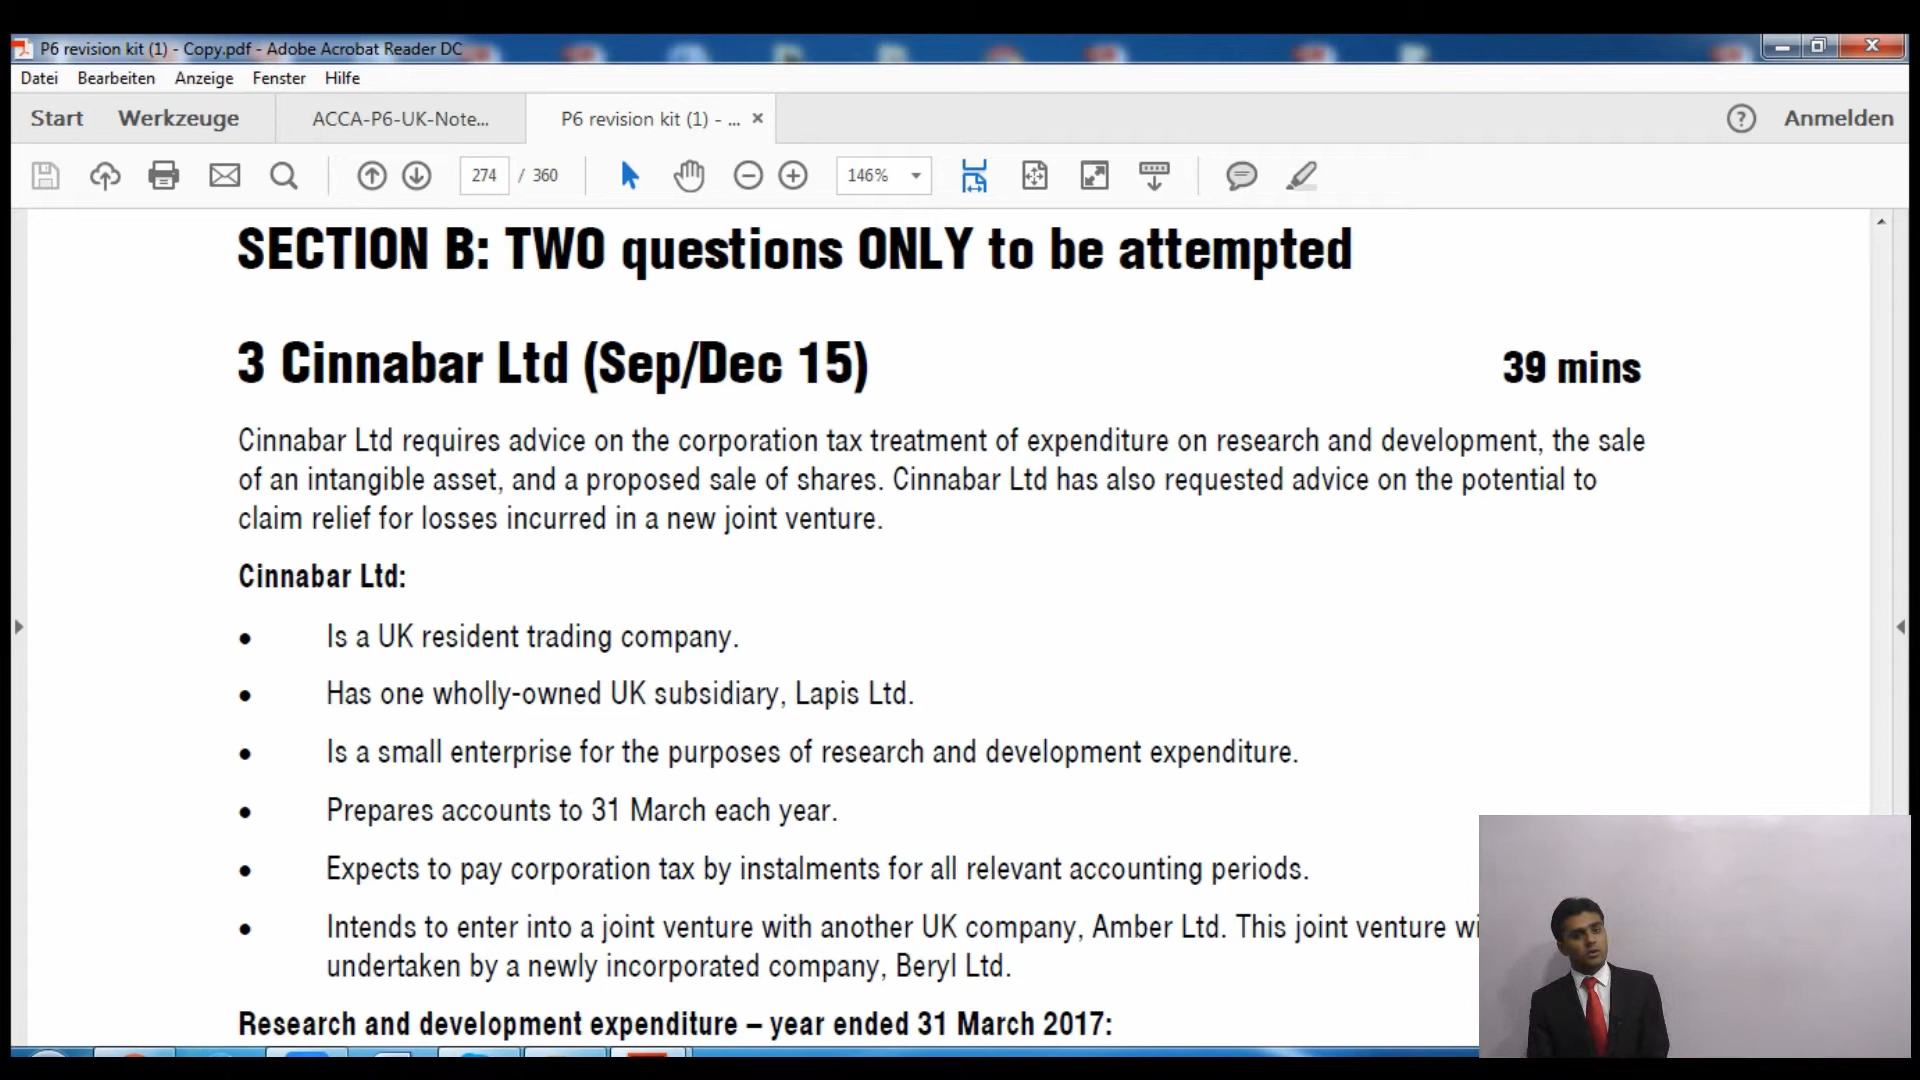 P6 revision kit (1) - Copy.pdf - Adobe Acrobat Reader DC
Datei Bearbeiten Anzeige Fenster Hilfe
Start Werkzeuge ACCA-P6-UK-Note... P6 revision kit (1) - ... × ? Anmelden
274 / 360 146%
SECTION B: TWO questions ONLY to be attempted
3 Cinnabar Ltd (Sep/Dec 15) 39 mins
Cinnabar Ltd requires advice on the corporation tax treatment of expenditure on research and development, the sale
of an intangible asset, and a proposed sale of shares. Cinnabar Ltd has also requested advice on the potential to
claim relief for losses incurred in a new joint venture.
Cinnabar Ltd:
• Is a UK resident trading company.
• Has one wholly-owned UK subsidiary, Lapis Ltd.
• Is a small enterprise for the purposes of research and development expenditure.
• Prepares accounts to 31 March each year.
• Expects to pay corporation tax by instalments for all relevant accounting periods.
• Intends to enter into a joint venture with another UK company, Amber Ltd. This joint venture
undertaken by a newly incorporated company, Beryl Ltd.
Research and development expenditure – year ended 31 March 2017: